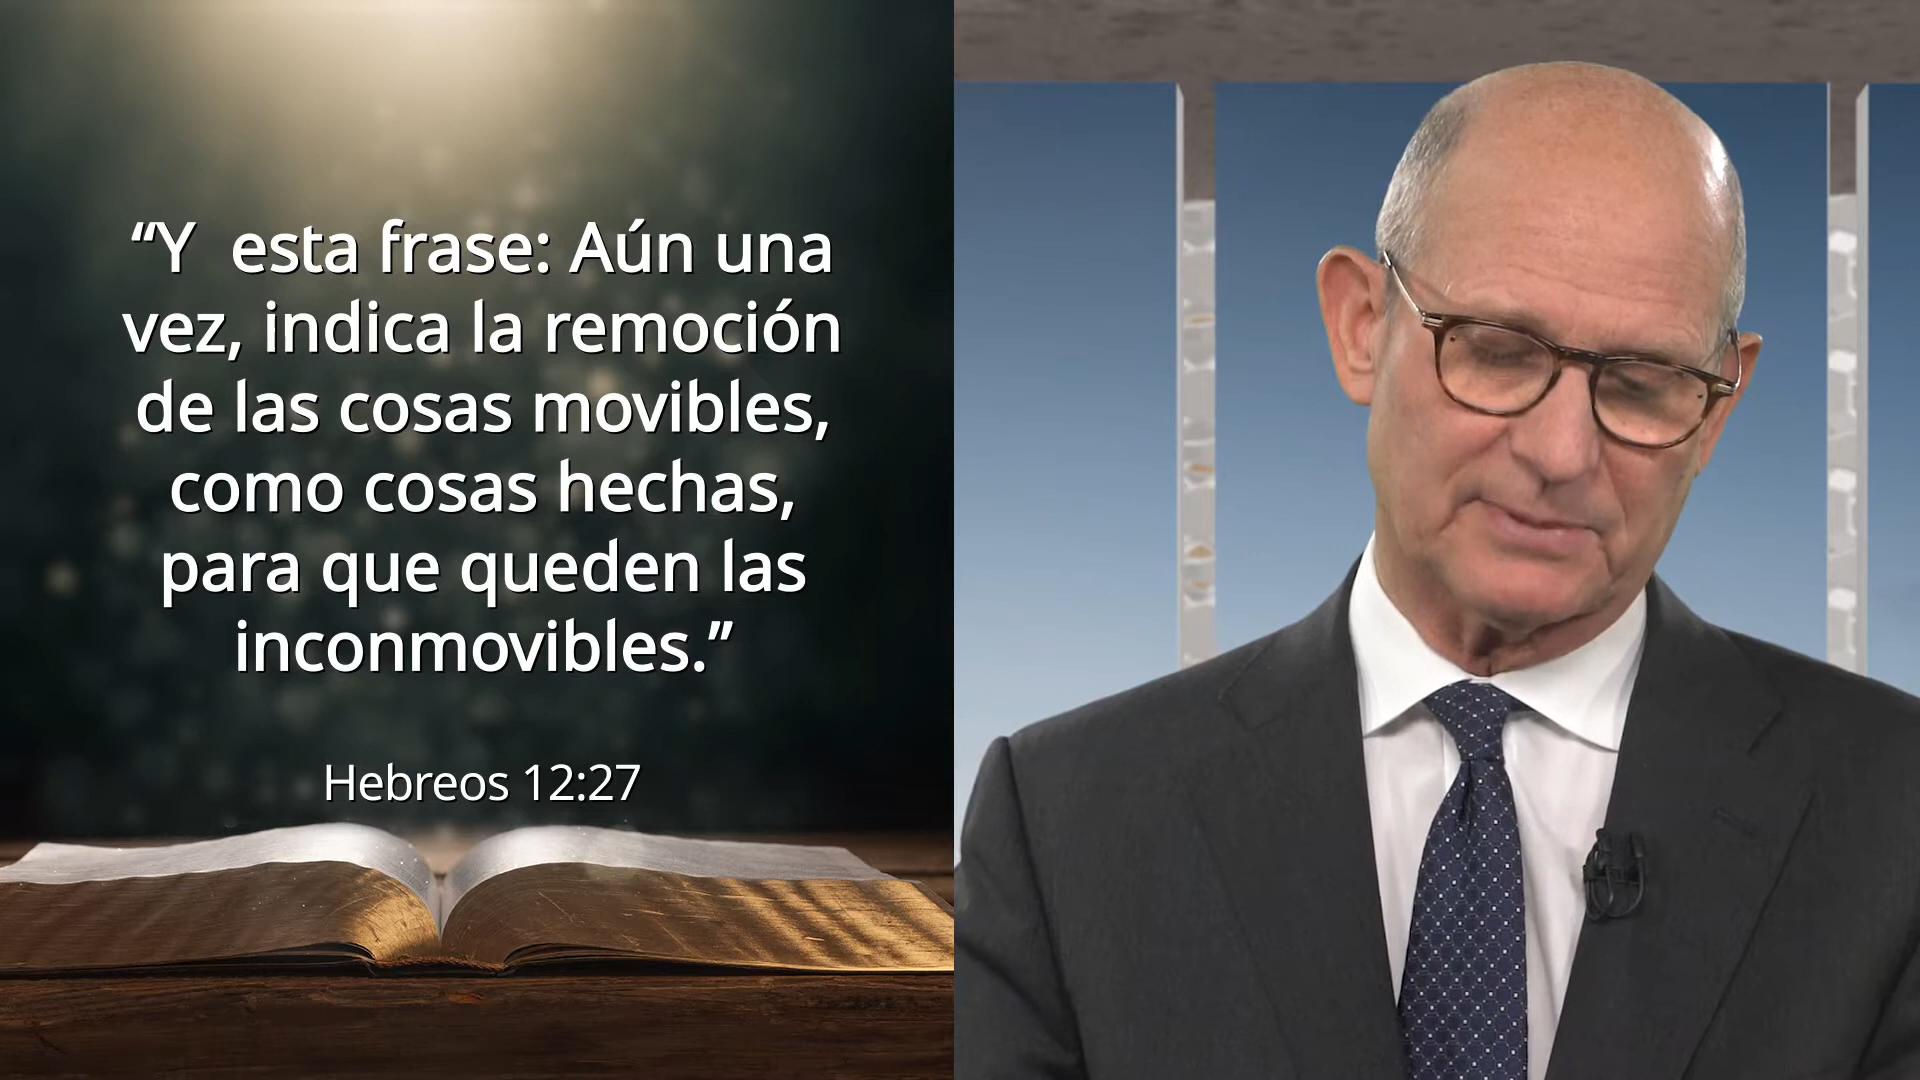 “Y  esta frase: Aún una
vez, indica la remoción
de las cosas movibles,
como cosas hechas,
para que queden las
inconmovibles.”
Hebreos 12:27